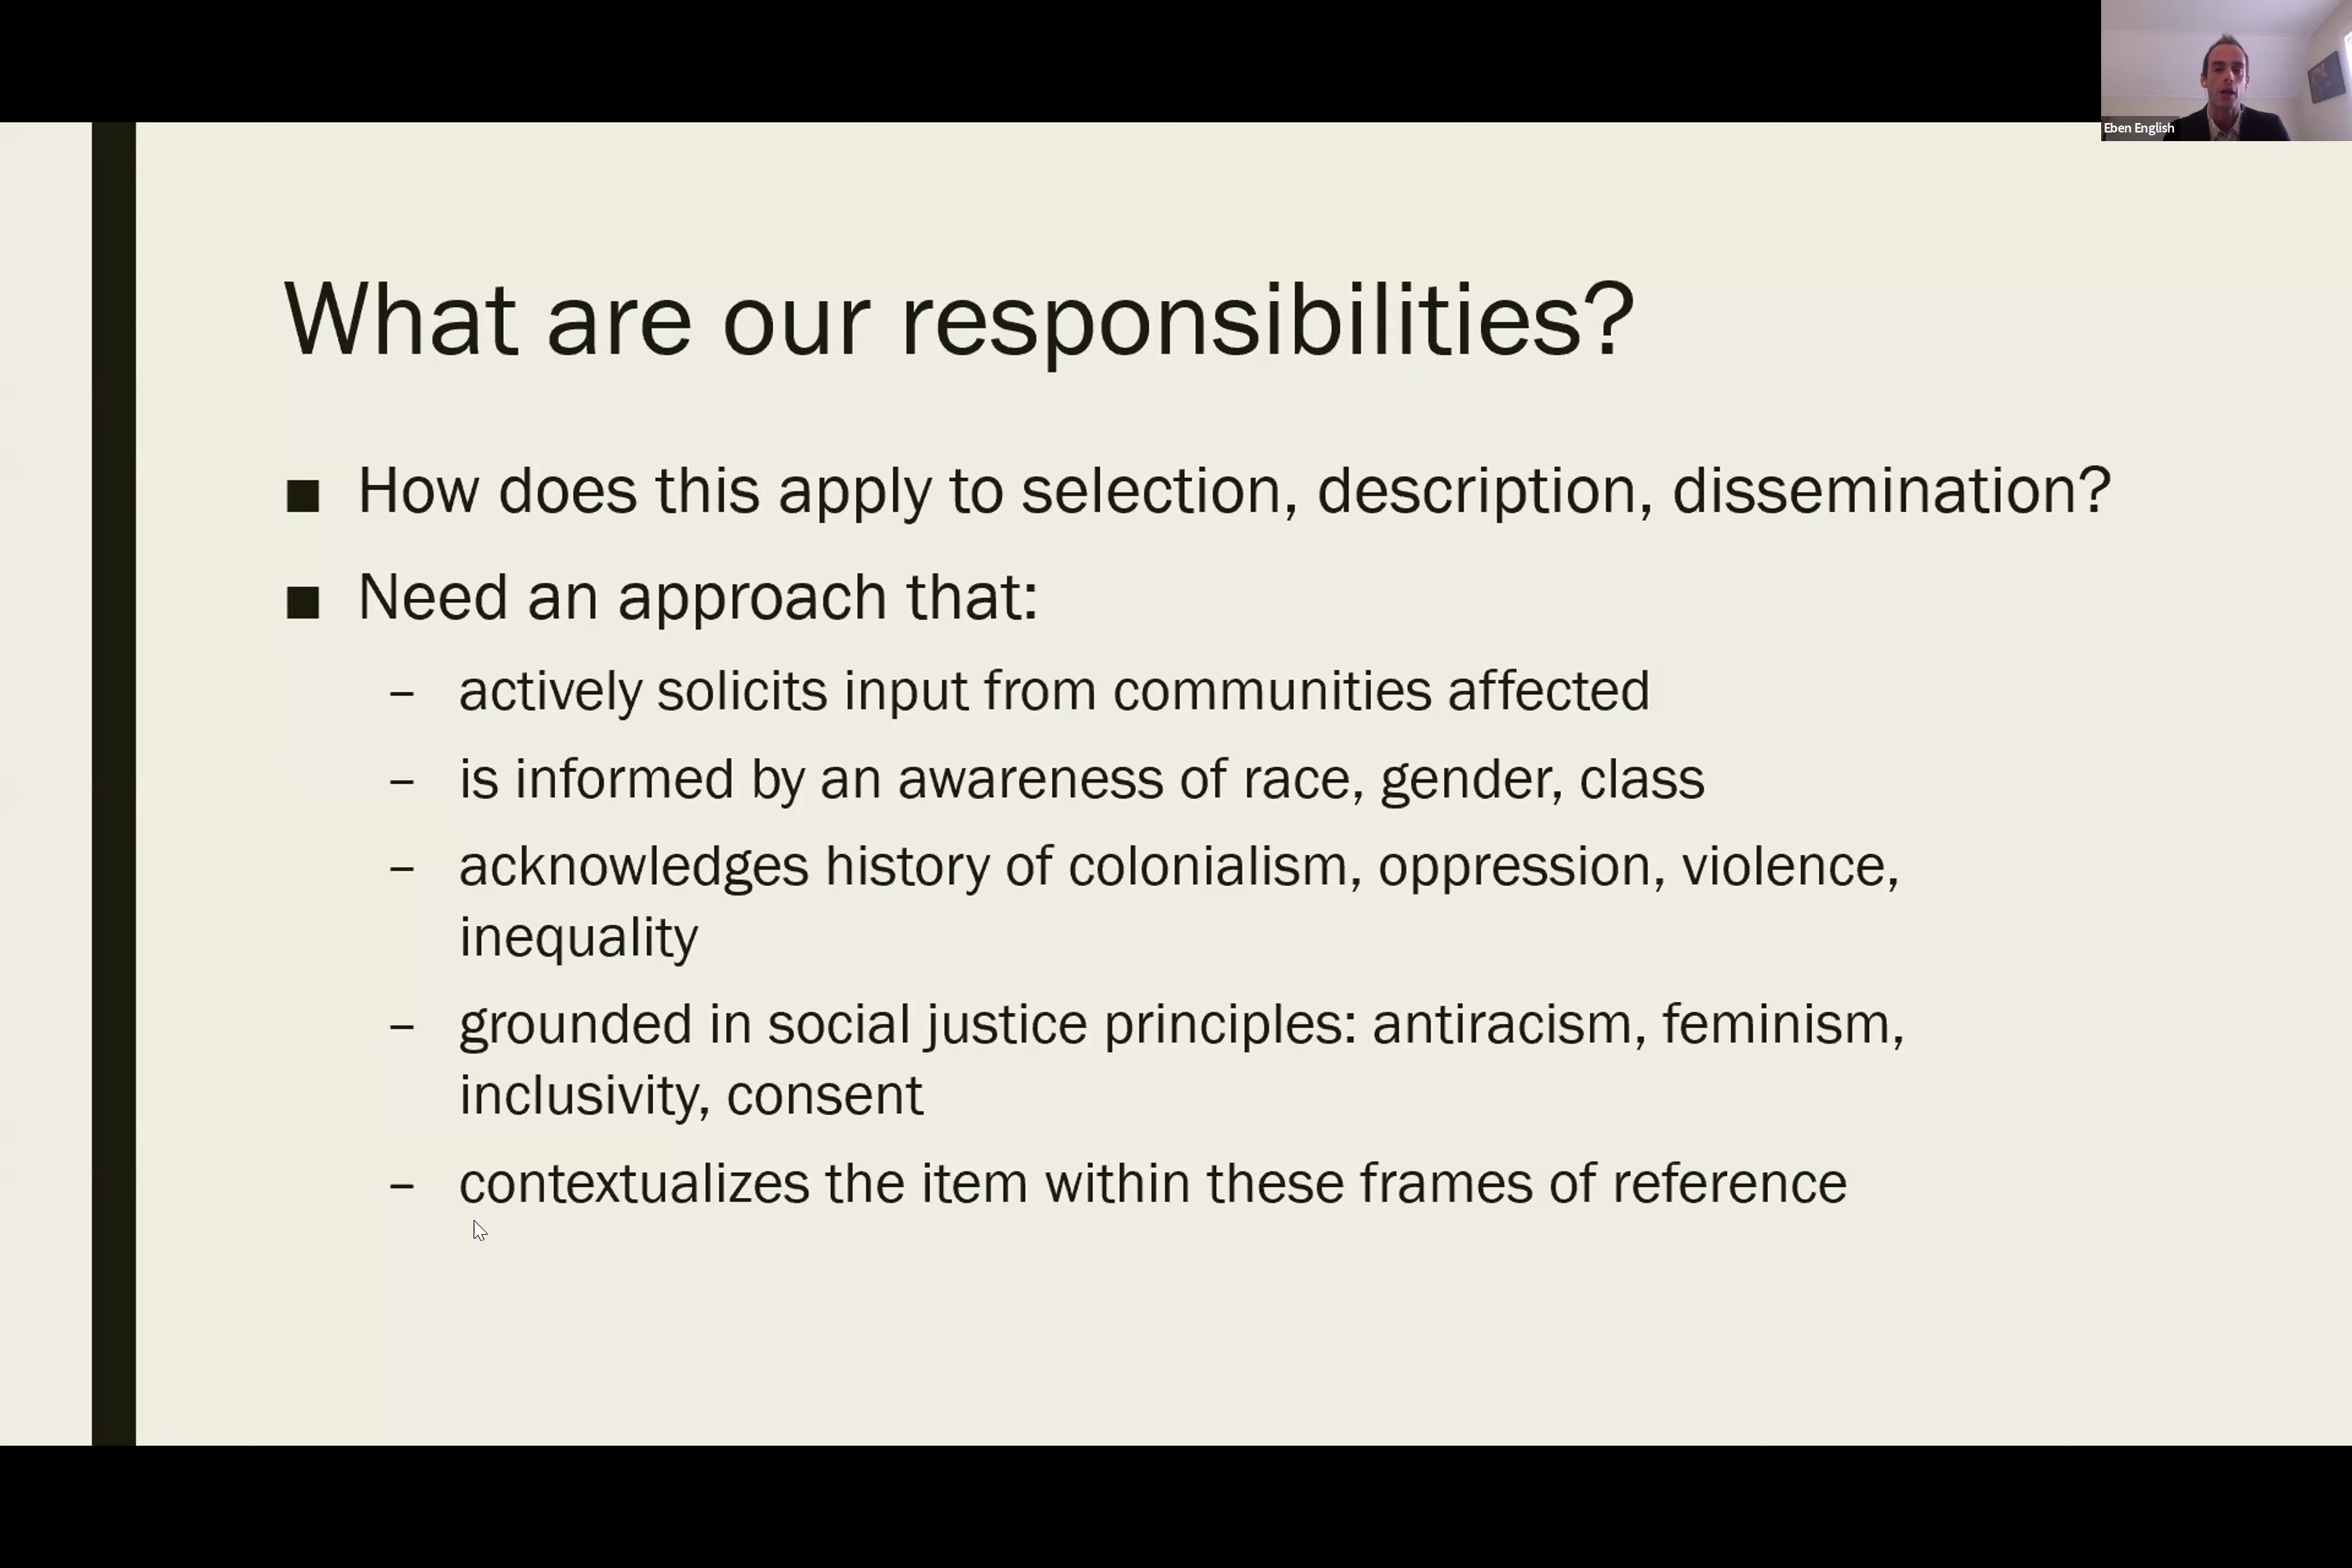 Eben English
What are our responsibilities?
■ How does this apply to selection, description, dissemination?
■ Need an approach that:
– actively solicits input from communities affected
– is informed by an awareness of race, gender, class
– acknowledges history of colonialism, oppression, violence,
inequality
– grounded in social justice principles: antiracism, feminism,
inclusivity, consent
– contextualizes the item within these frames of reference